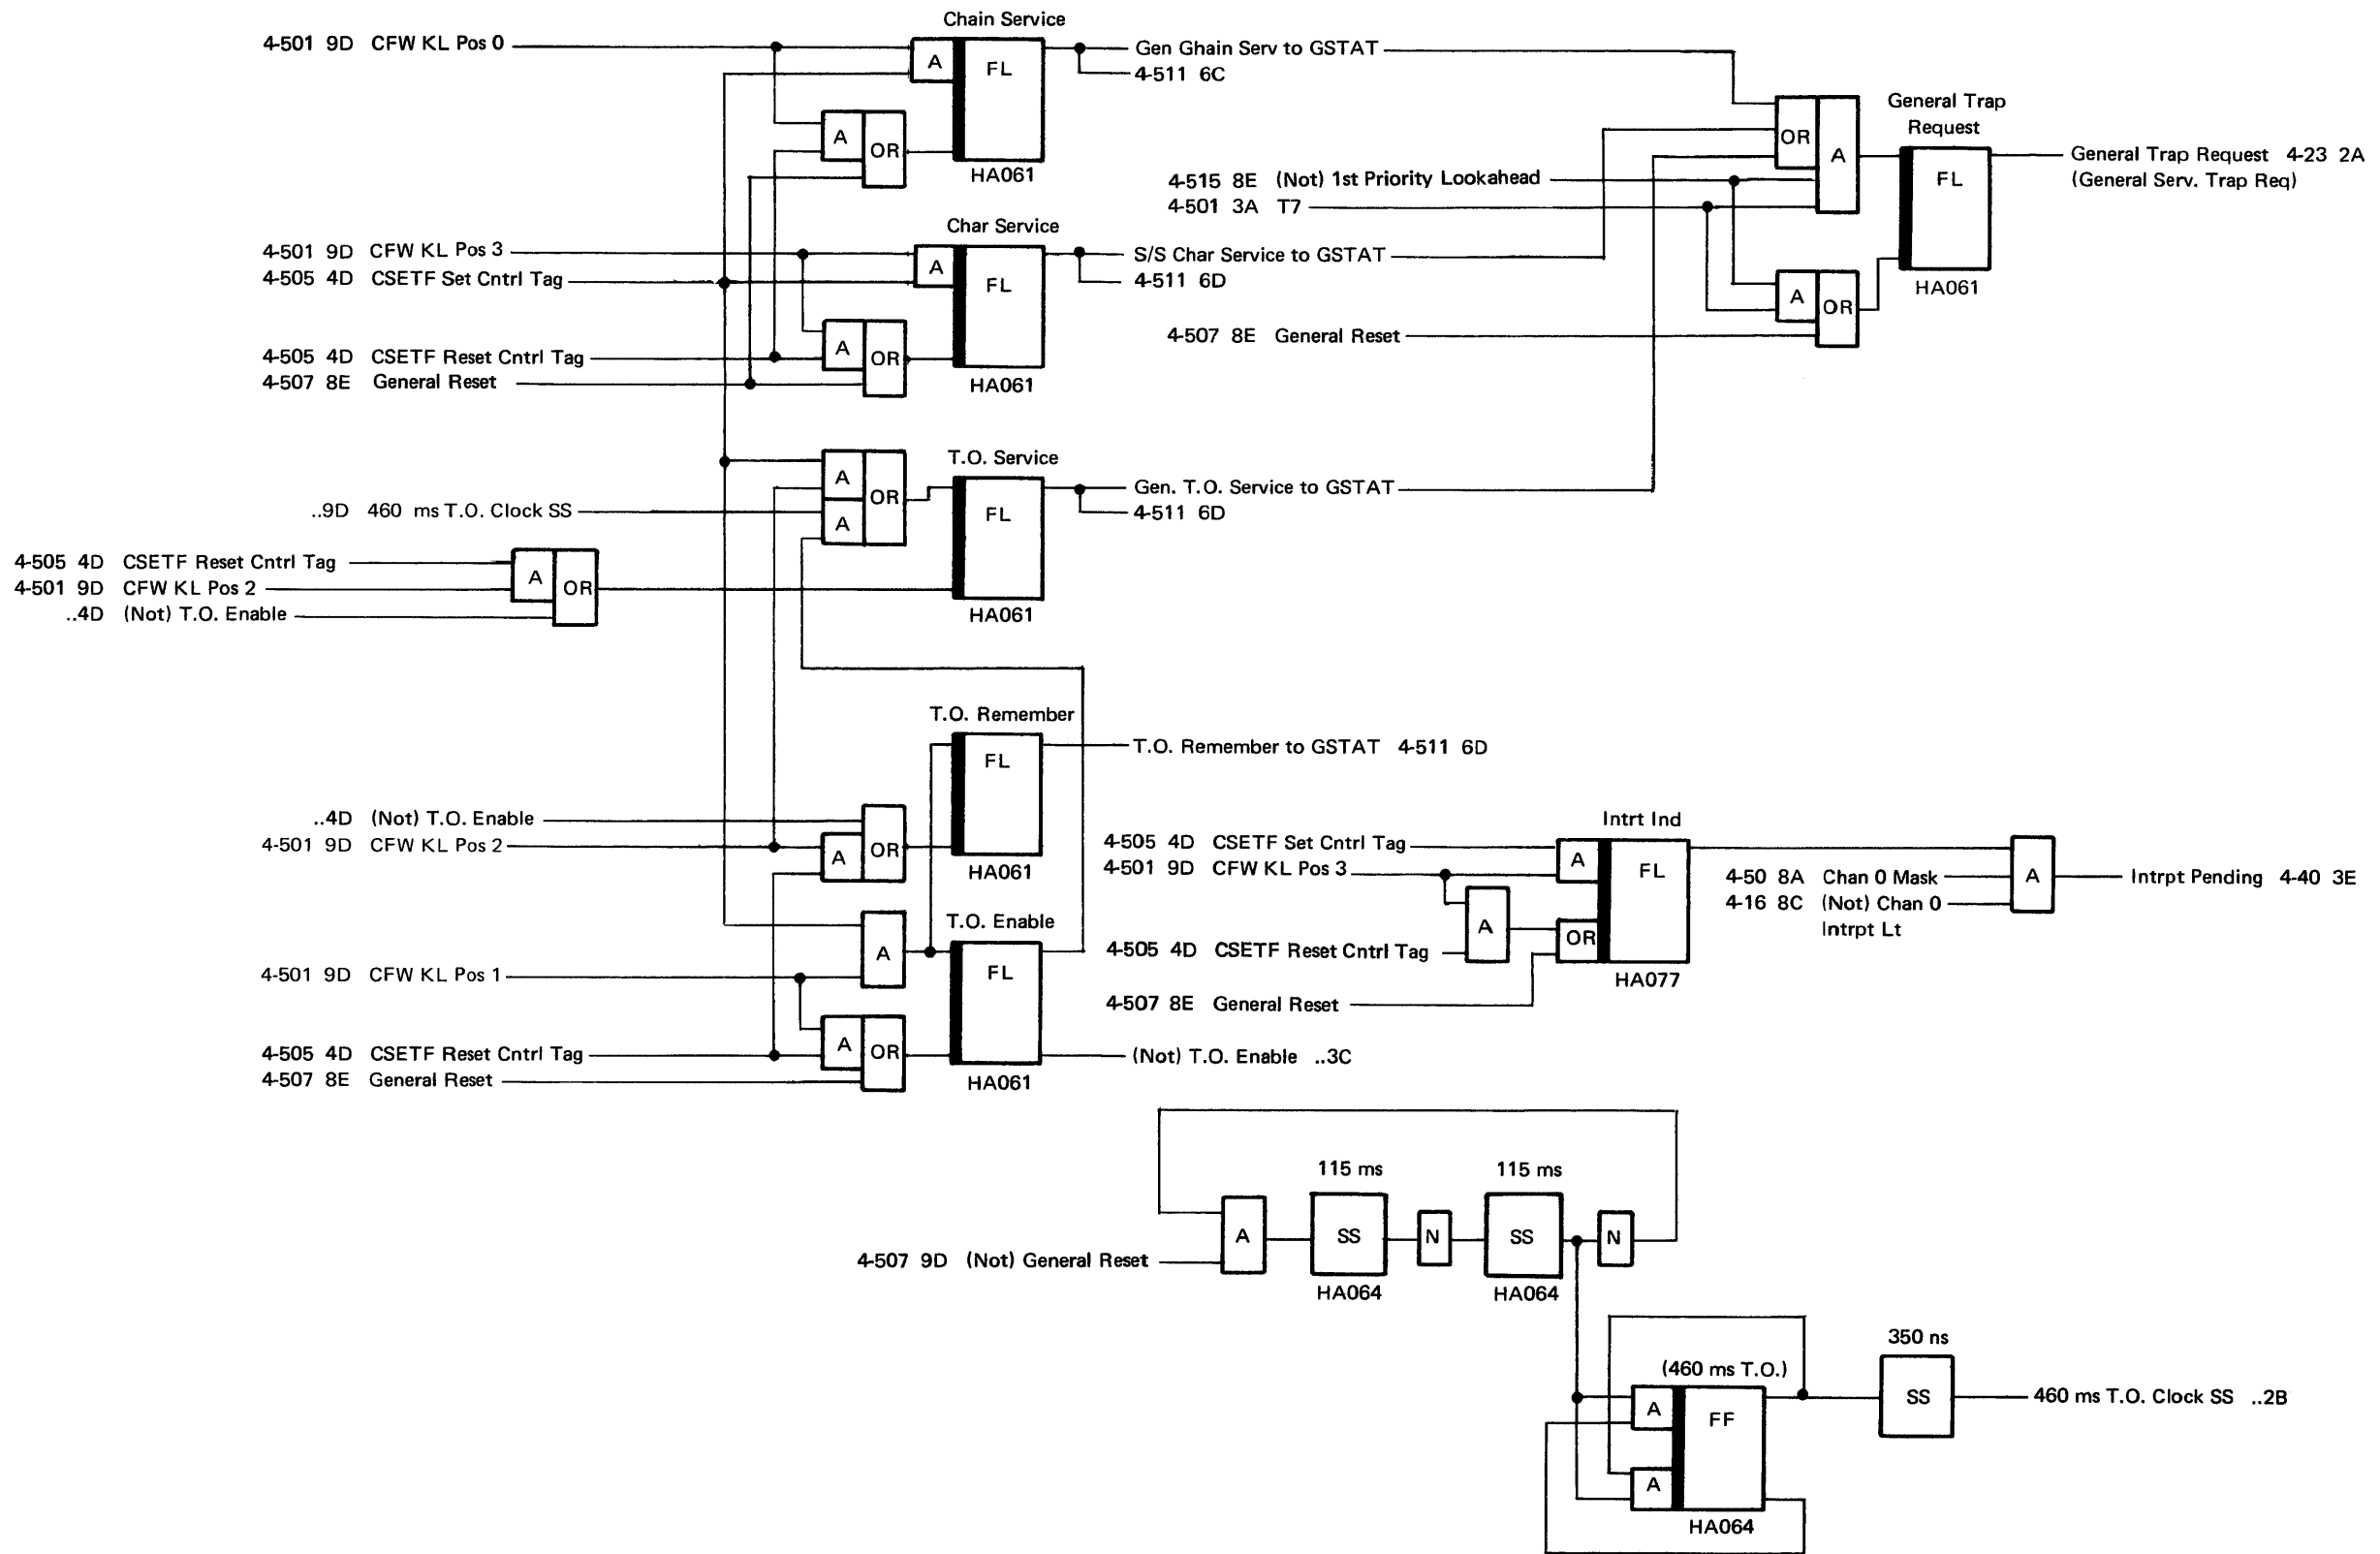 Chain Service
4-501 9D CFW KL Pos 0
A
FL
Gen Ghain Serv to GSTAT
4-511 6C
A
OR
HA061
General Trap
Request
OR
A
FL
General Trap Request 4-23 2A
(General Serv. Trap Req)
4-515 8E (Not) 1st Priority Lookahead
4-501 3A T7
HA061
A
OR
4-507 8E General Reset
Char Service
4-501 9D CFW KL Pos 3
4-505 4D CSETF Set Cntrl Tag
A
FL
S/S Char Service to GSTAT
4-511 6D
4-505 4D CSETF Reset Cntrl Tag
4-507 8E General Reset
A
OR
HA061
T.O. Service
A
OR
A
FL
Gen. T.O. Service to GSTAT
4-511 6D
..9D 460 ms T.O. Clock SS
4-505 4D CSETF Reset Cntrl Tag
4-501 9D CFW KL Pos 2
..4D (Not) T.O. Enable
A
OR
HA061
T.O. Remember
FL
T.O. Remember to GSTAT 4-511 6D
..4D (Not) T.O. Enable
4-501 9D CFW KL Pos 2
A
OR
HA061
Intrt Ind
4-505 4D CSETF Set Cntrl Tag
4-501 9D CFW KL Pos 3
A
FL
A
OR
4-505 4D CSETF Reset Cntrl Tag
HA077
4-507 8E General Reset
4-50 8A Chan 0 Mask
4-16 8C (Not) Chan 0
Intrpt Lt
A
Intrpt Pending 4-40 3E
T.O. Enable
A
FL
4-501 9D CFW KL Pos 1
4-505 4D CSETF Reset Cntrl Tag
4-507 8E General Reset
A
OR
HA061
(Not) T.O. Enable ..3C
115 ms
115 ms
A
SS
N
SS
N
4-507 9D (Not) General Reset
HA064
HA064
350 ns
(460 ms T.O.)
A
FF
A
HA064
SS
460 ms T.O. Clock SS ..2B